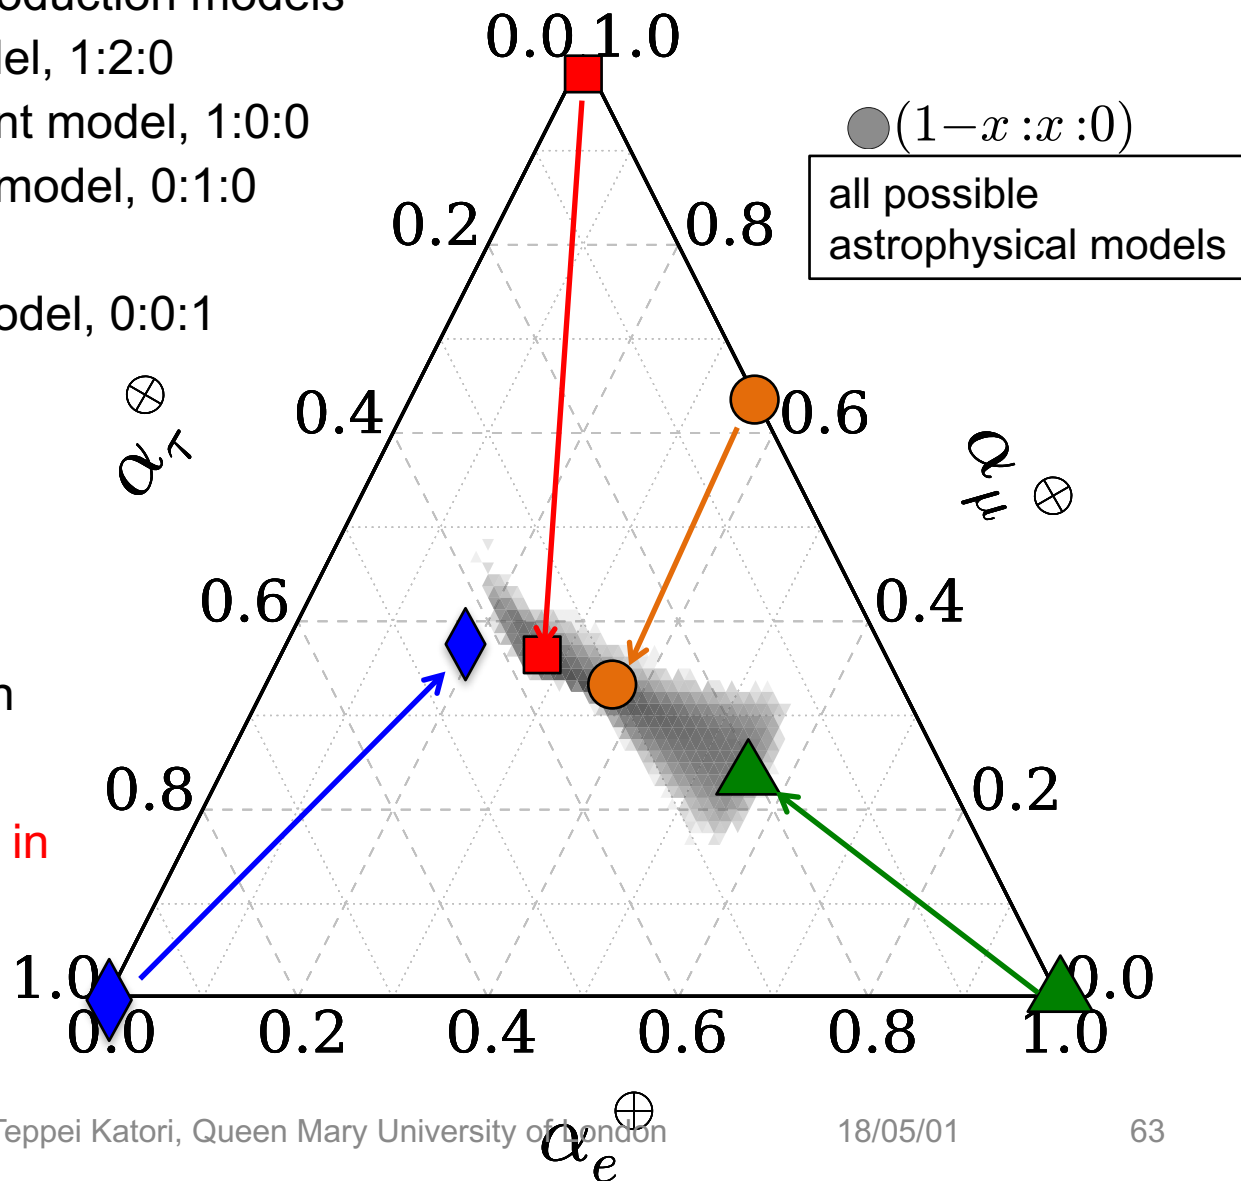 oduction models
el, 1:2:0
nt model, 1:0:0
model, 0:1:0
odel, 0:0:1
n
in
(1−x:x:0)
all possible
astrophysical models
0.0 1.0
0.2 0.8
0.4 0.6
0.6 0.4
0.8 0.2
1.0 0.0
0.0 0.2 0.4 0.6 0.8 1.0
α_τ^⊗
α_μ^⊗
α_e^⊕
Teppei Katori, Queen Mary University of London 18/05/01 63